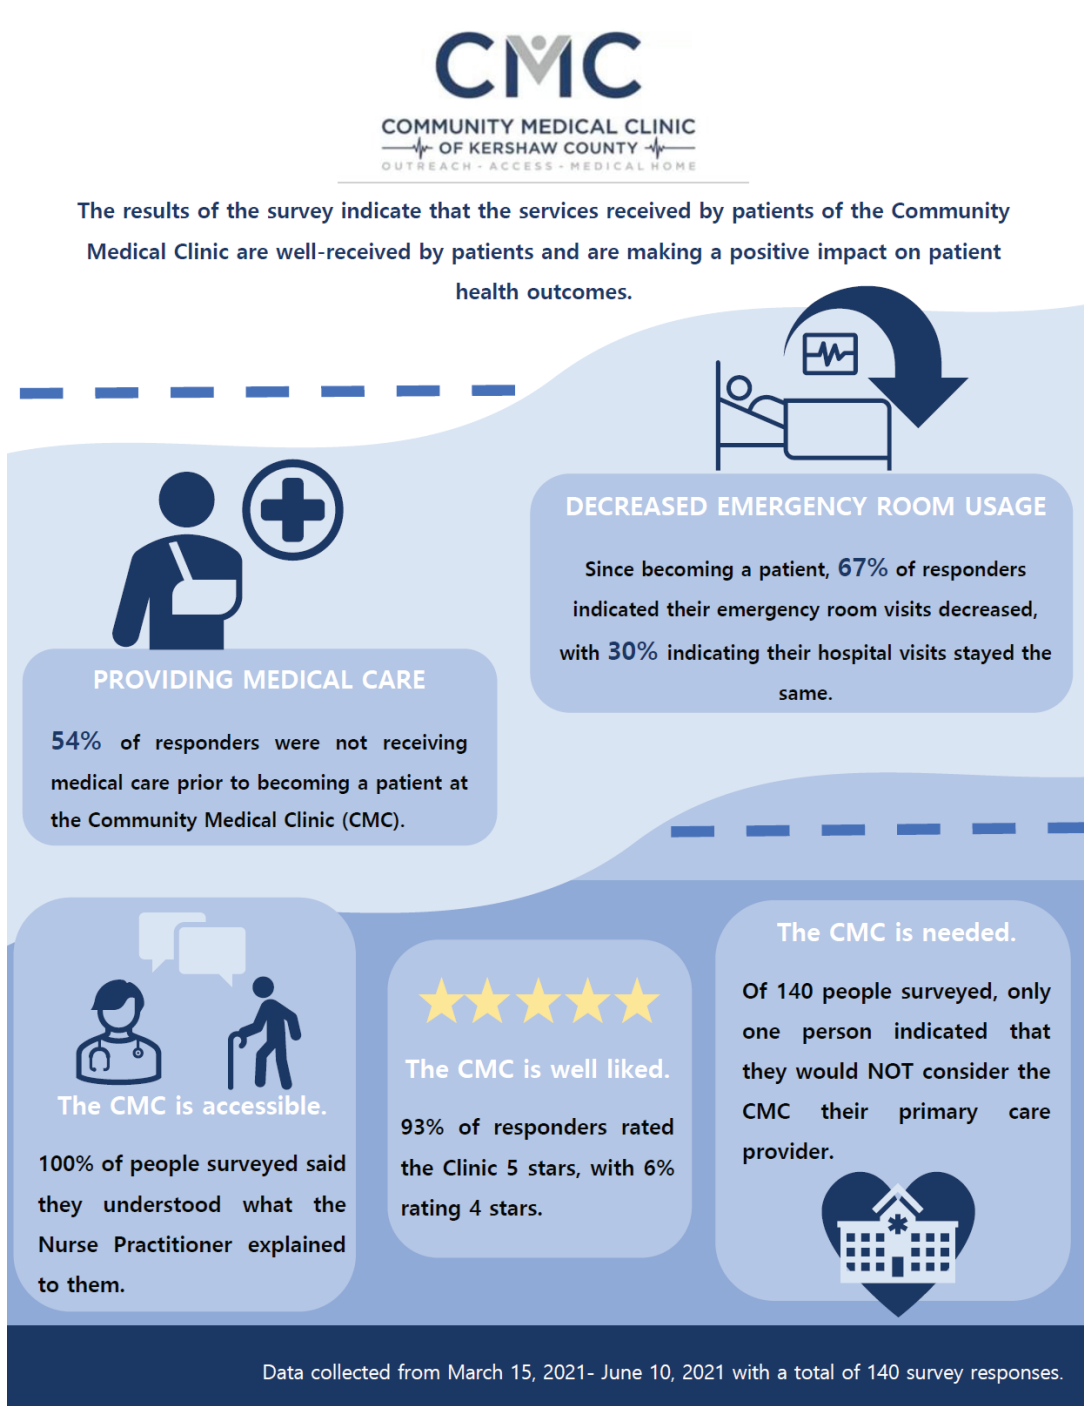 CMC
COMMUNITY MEDICAL CLINIC
OF KERSHAW COUNTY
OUTREACH - ACCESS - MEDICAL HOME
The results of the survey indicate that the services received by patients of the Community
Medical Clinic are well-received by patients and are making a positive impact on patient
health outcomes.
DECREASED EMERGENCY ROOM USAGE
Since becoming a patient, 67% of responders
indicated their emergency room visits decreased,
with 30% indicating their hospital visits stayed the
same.
PROVIDING MEDICAL CARE
54% of responders were not receiving
medical care prior to becoming a patient at
the Community Medical Clinic (CMC).
The CMC is accessible.
100% of people surveyed said
they understood what the
Nurse Practitioner explained
to them.
The CMC is well liked.
93% of responders rated
the Clinic 5 stars, with 6%
rating 4 stars.
The CMC is needed.
Of 140 people surveyed, only
one person indicated that
they would NOT consider the
CMC their primary care
provider.
Data collected from March 15, 2021- June 10, 2021 with a total of 140 survey responses.